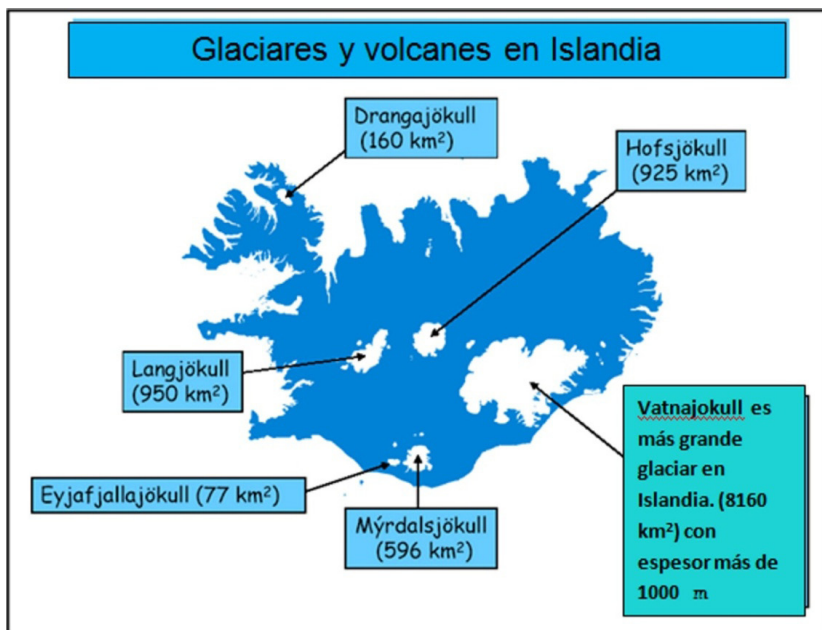 Glaciares y volcanes en Islandia
Drangajökull
(160 km²)
Hofsjökull
(925 km²)
Langjökull
(950 km²)
Vatnajokull es
más grande
glaciar en
Islandia. (8160
km²) con
espesor más de
1000 m
Eyjafjallajökull (77 km²)
Mýrdalsjökull
(596 km²)